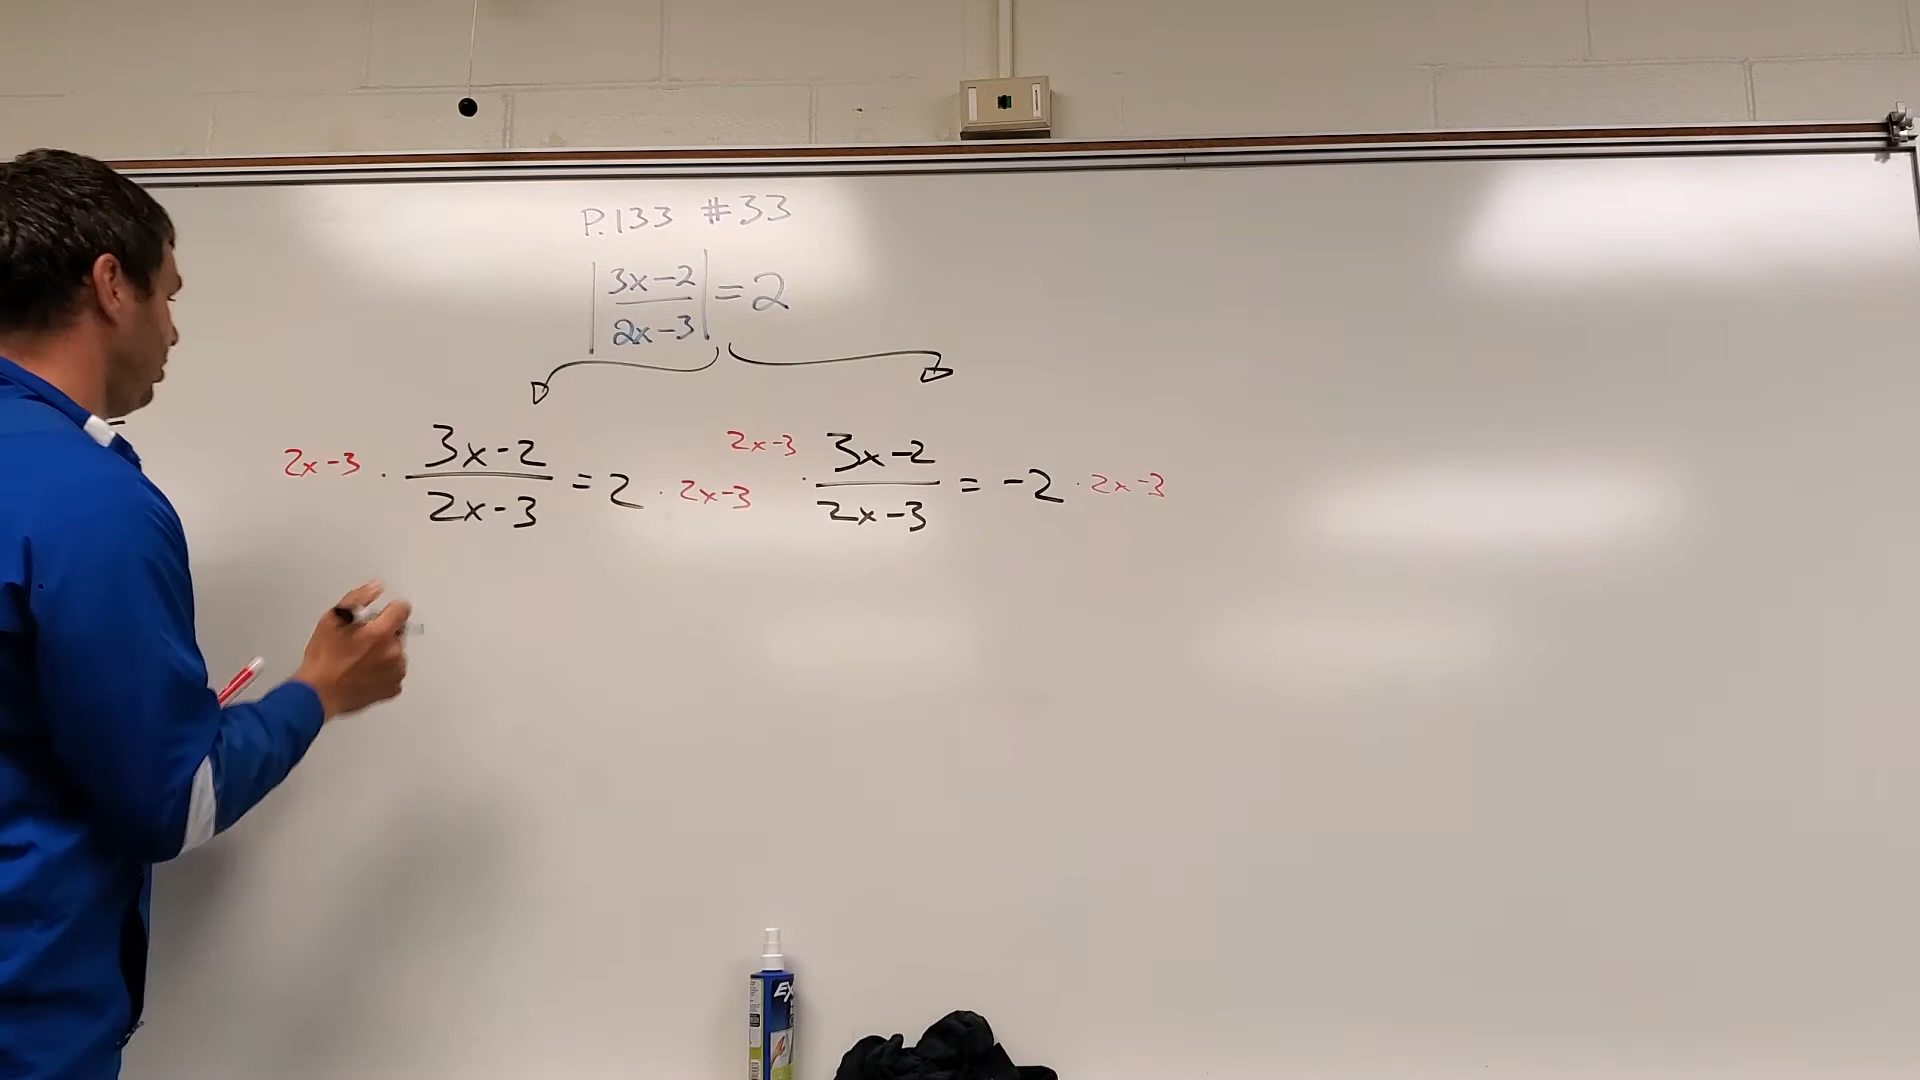 P.133 #33
|3x-2/2x-3| = 2
2x-3 · 3x-2/2x-3 = 2 · 2x-3
2x-3 · 3x-2/2x-3 = -2 · 2x-3